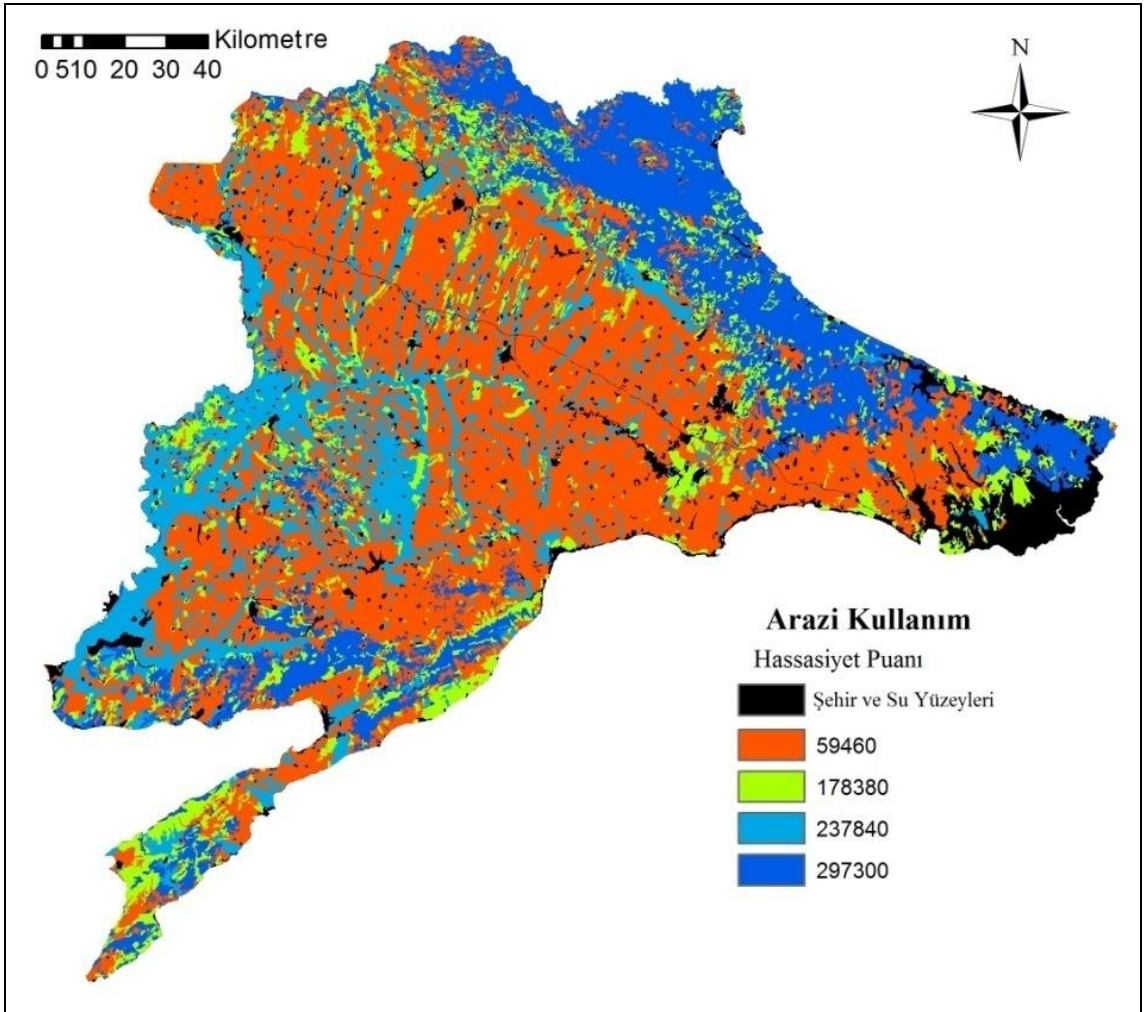 Kilometre
0 510 20 30 40
N
Arazi Kullanım
Hassasiyet Puanı
Şehir ve Su Yüzeyleri
59460
178380
237840
297300